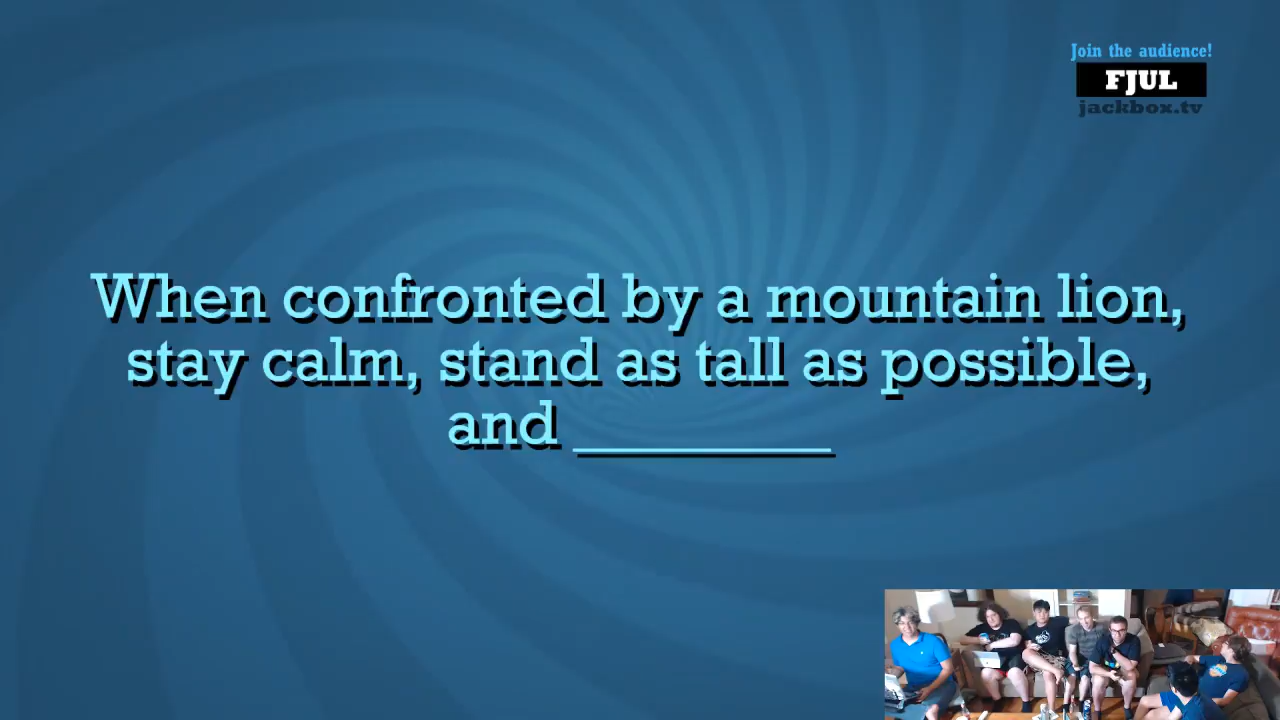 Join the audience!
FJUL
jackbox.tv
When confronted by a mountain lion,
stay calm, stand as tall as possible,
and ________